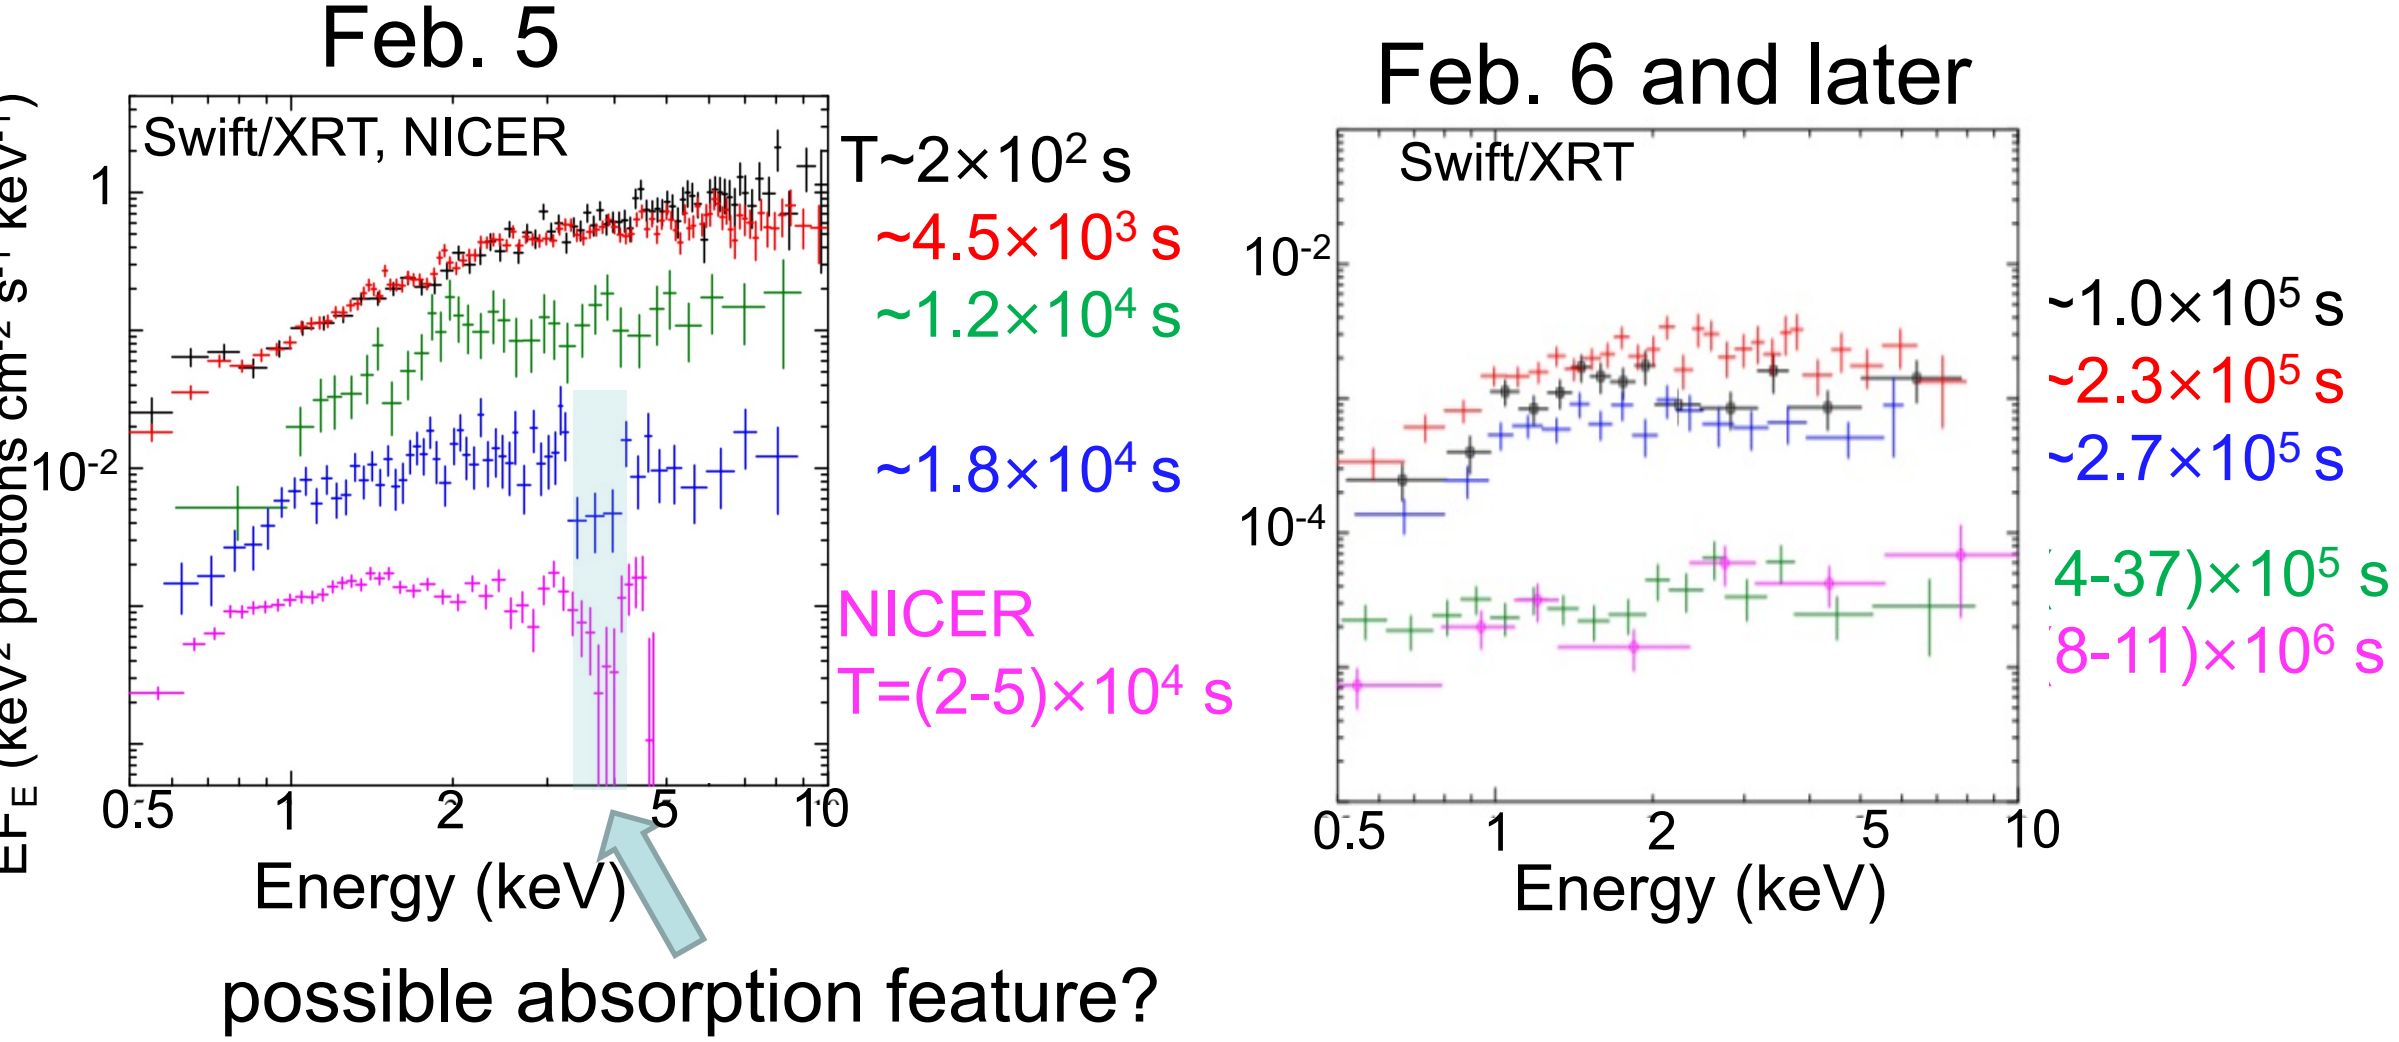 Feb. 5
Swift/XRT, NICER
EF_E (keV² photons cm⁻² s⁻¹ keV⁻¹)
1
10⁻²
0.5 1 2 5 10
Energy (keV)
T~2×10² s
~4.5×10³ s
~1.2×10⁴ s
~1.8×10⁴ s
NICER
T=(2-5)×10⁴ s
possible absorption feature?
Feb. 6 and later
Swift/XRT
10⁻²
10⁻⁴
0.5 1 2 5 10
Energy (keV)
~1.0×10⁵ s
~2.3×10⁵ s
~2.7×10⁵ s
(4-37)×10⁵ s
(8-11)×10⁶ s